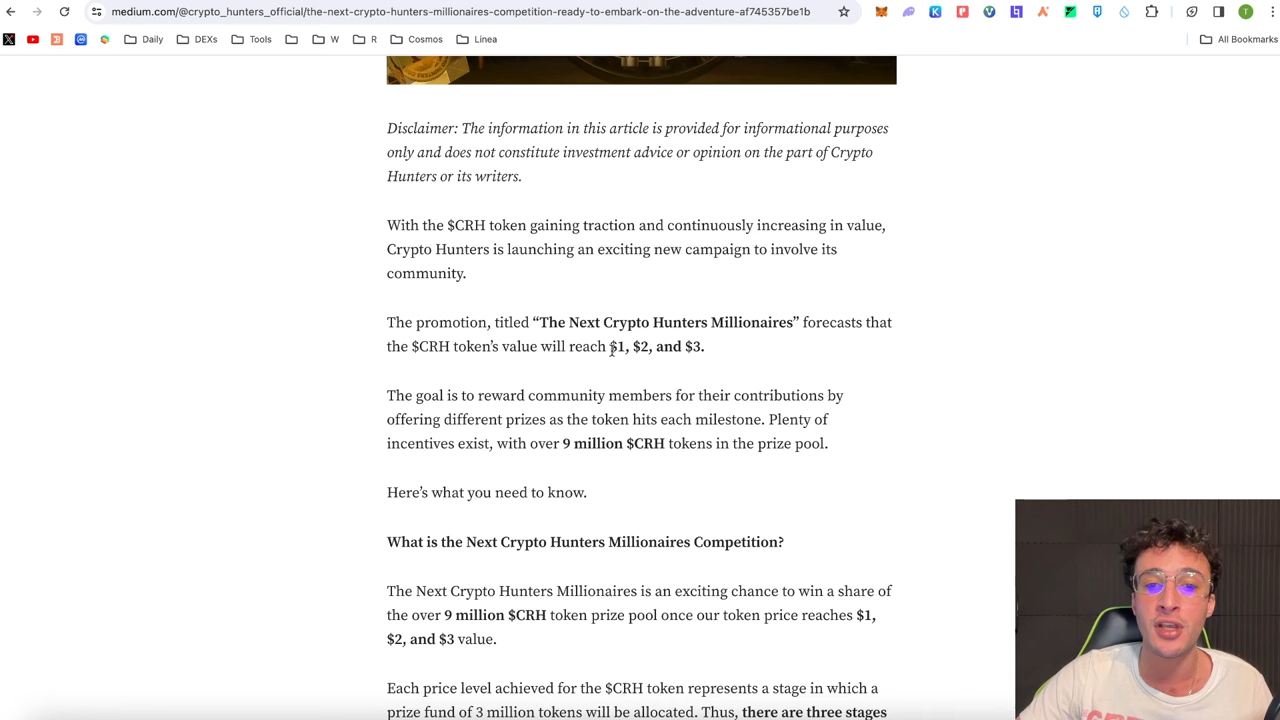 medium.com/@crypto_hunters_official/the-next-crypto-hunters-millionaires-competition-ready-to-embark-on-the-adventure-af745357be1b
T
Daily DEXs Tools W R Cosmos Linea All Bookmarks
Disclaimer: The information in this article is provided for informational purposes
only and does not constitute investment advice or opinion on the part of Crypto
Hunters or its writers.
With the $CRH token gaining traction and continuously increasing in value,
Crypto Hunters is launching an exciting new campaign to involve its
community.
The promotion, titled “The Next Crypto Hunters Millionaires” forecasts that
the $CRH token’s value will reach $1, $2, and $3.
The goal is to reward community members for their contributions by
offering different prizes as the token hits each milestone. Plenty of
incentives exist, with over 9 million $CRH tokens in the prize pool.
Here’s what you need to know.
What is the Next Crypto Hunters Millionaires Competition?
The Next Crypto Hunters Millionaires is an exciting chance to win a share of
the over 9 million $CRH token prize pool once our token price reaches $1,
$2, and $3 value.
Each price level achieved for the $CRH token represents a stage in which a
prize fund of 3 million tokens will be allocated. Thus, there are three stages